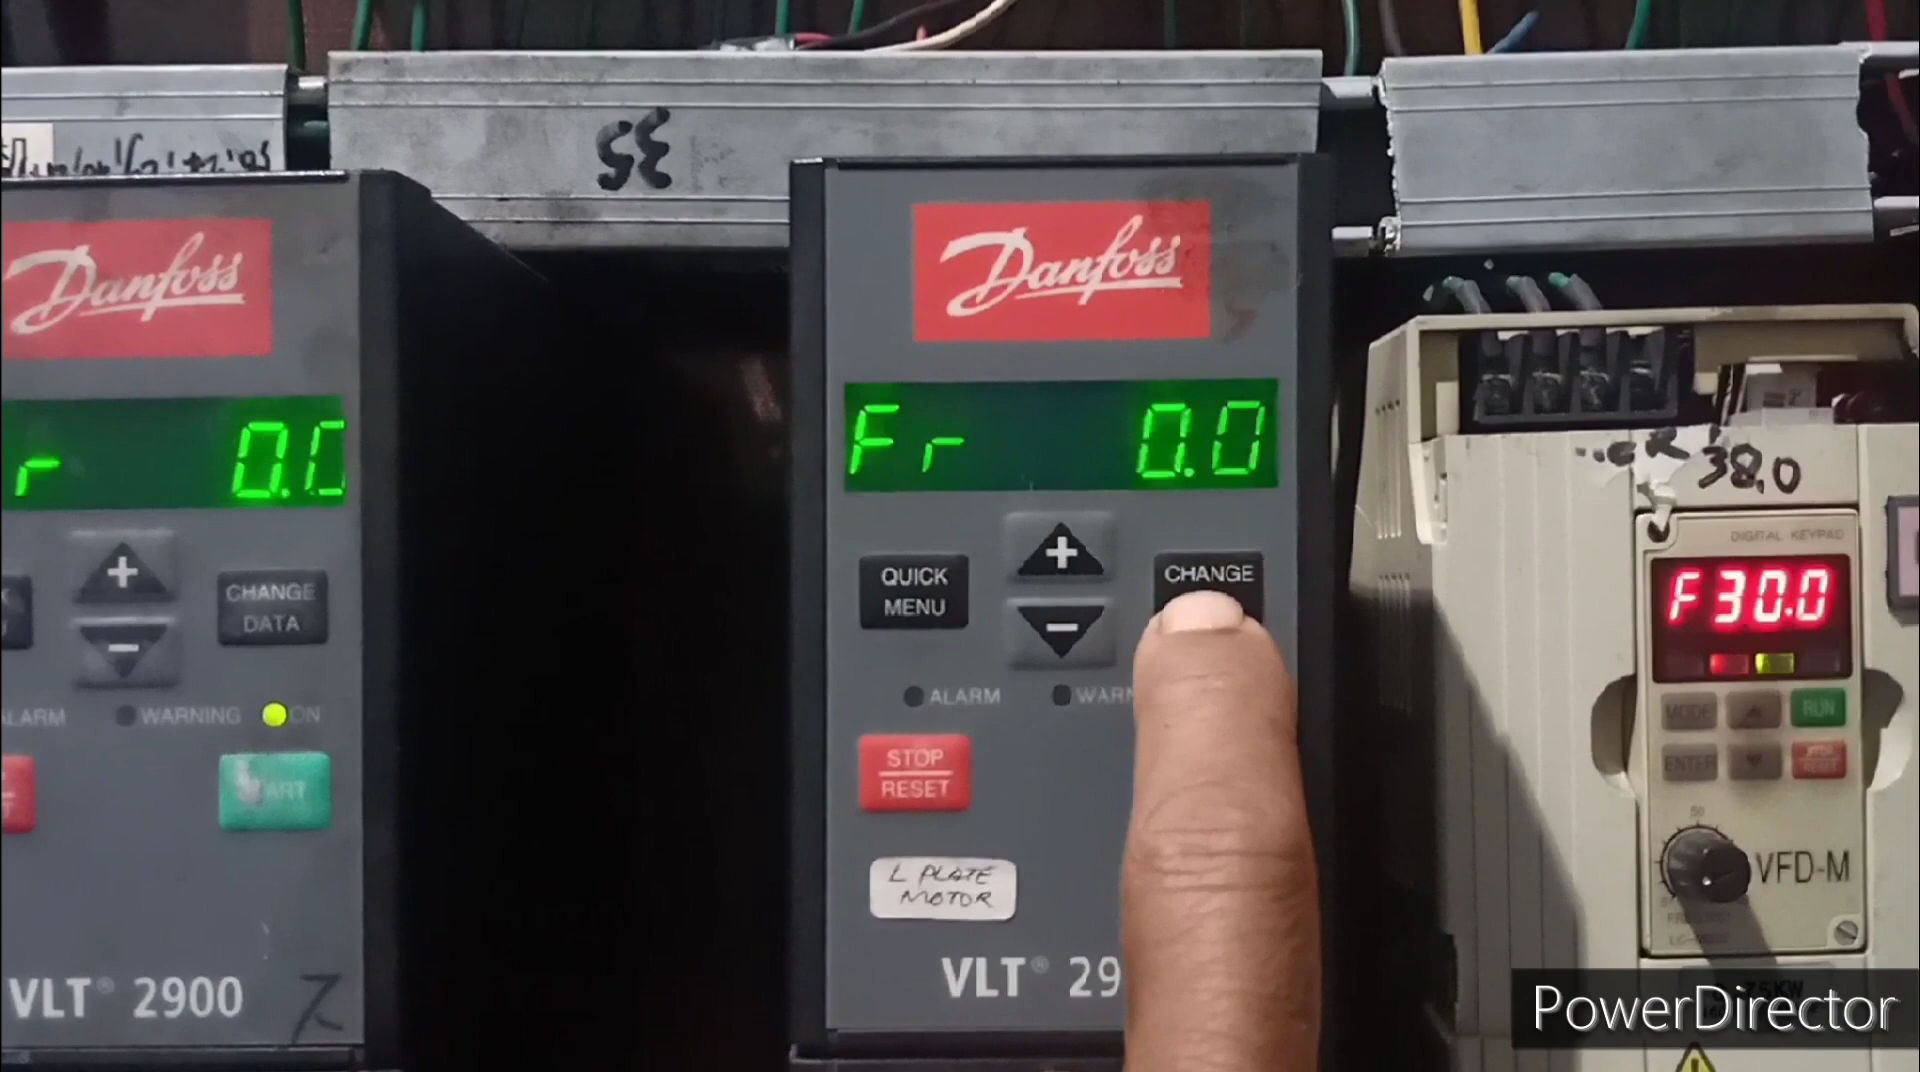 35
Danfoss
r 0.0
CHANGE
DATA
ALARM
WARNING
ON
START
VLT® 2900
Danfoss
Fr 0.0
QUICK
MENU
+
-
CHANGE
ALARM
WARN
STOP
RESET
L PLATE
MOTOR
VLT® 29
38.0
DIGITAL KEYPAD
F30.0
MODE
RUN
ENTER
STOP
RESET
50
VFD-M
PowerDirector